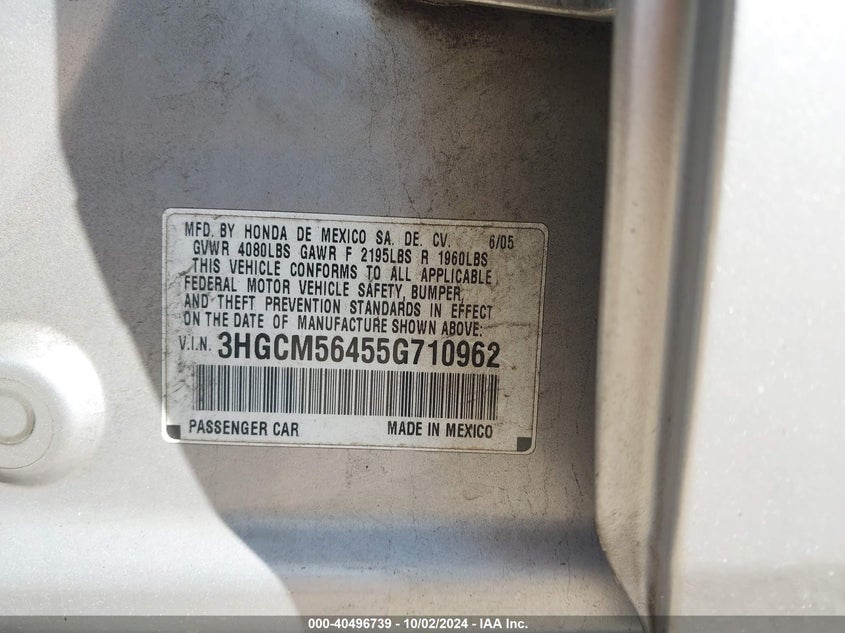 MFD. BY HONDA DE MEXICO SA. DE. CV. 6/05
GVWR 4080LBS GAWR F 2195LBS R 1960LBS
THIS VEHICLE CONFORMS TO ALL APPLICABLE
FEDERAL MOTOR VEHICLE SAFETY, BUMPER,
AND THEFT PREVENTION STANDARDS IN EFFECT
ON THE DATE OF MANUFACTURE SHOWN ABOVE:
V.I.N. 3HGCM56455G710962
PASSENGER CAR MADE IN MEXICO
000-40496739 - 10/02/2024 - IAA Inc.